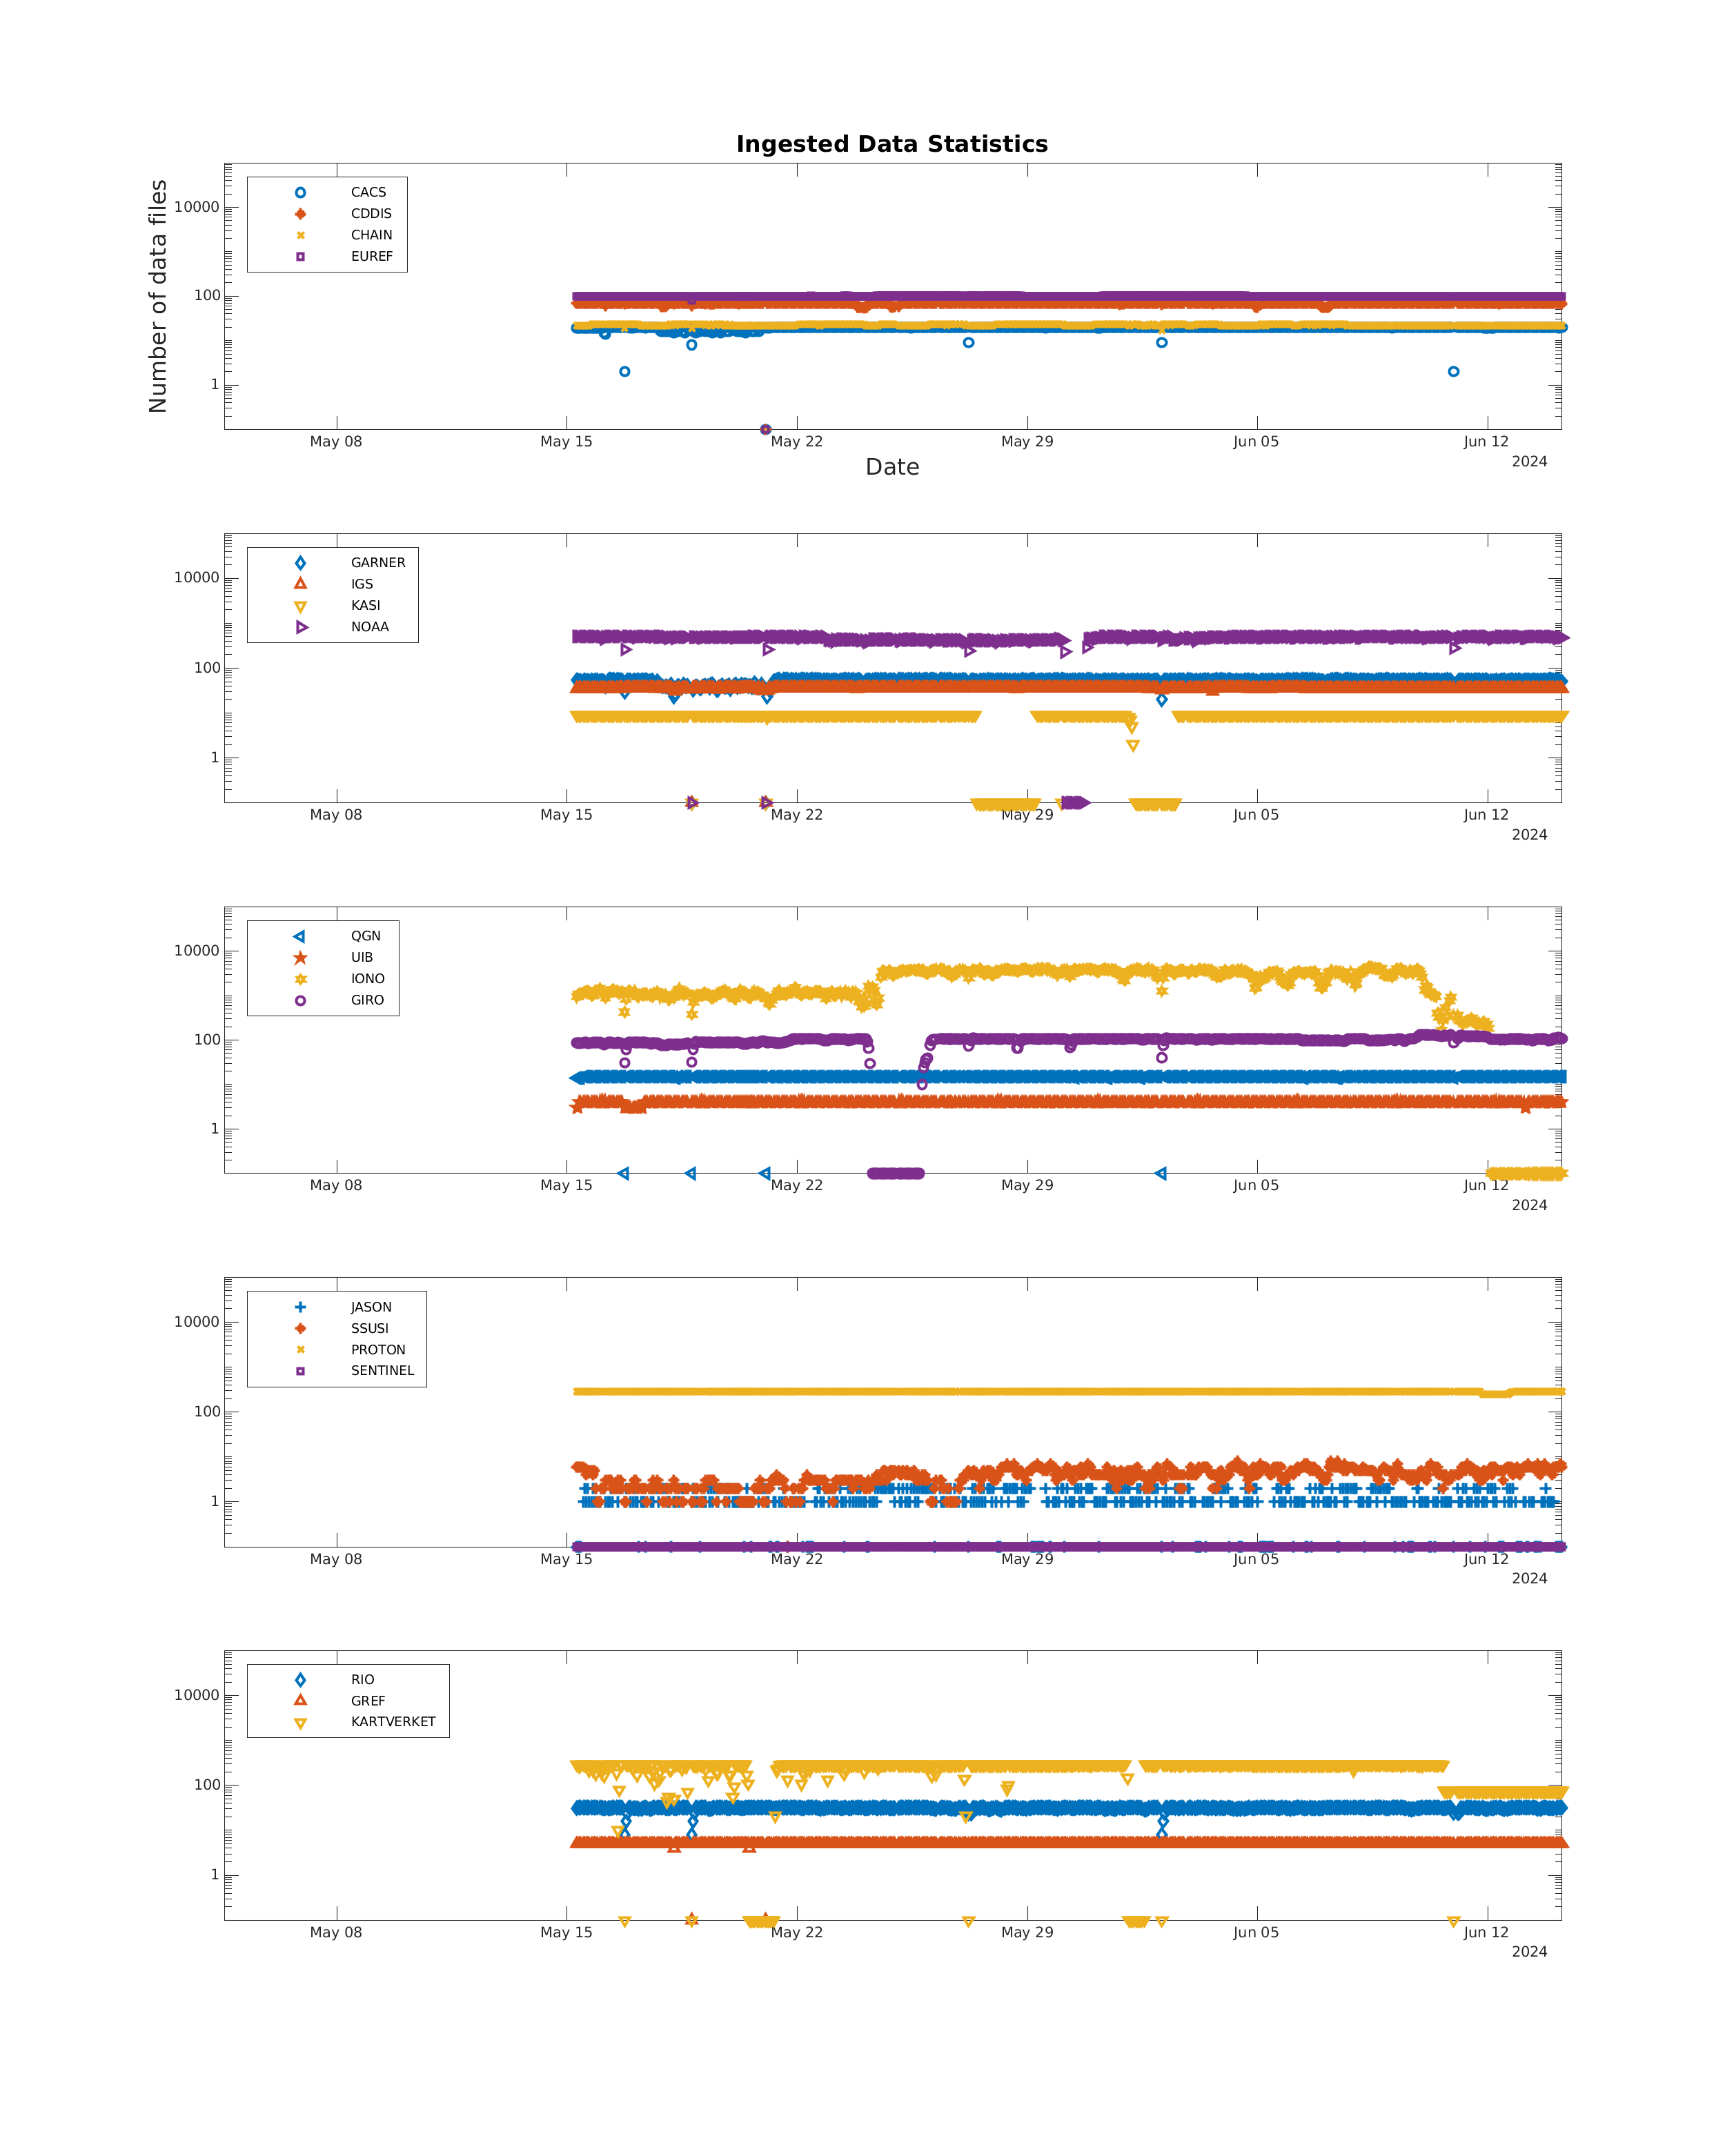 Ingested Data Statistics
Number of data files
10000
100
1
CACS
CDDIS
CHAIN
EUREF
May 08 May 15 May 22 May 29 Jun 05 Jun 12
2024
Date
10000
100
1
GARNER
IGS
KASI
NOAA
May 08 May 15 May 22 May 29 Jun 05 Jun 12
2024
10000
100
1
QGN
UIB
IONO
GIRO
May 08 May 15 May 22 May 29 Jun 05 Jun 12
2024
10000
100
1
JASON
SSUSI
PROTON
SENTINEL
May 08 May 15 May 22 May 29 Jun 05 Jun 12
2024
10000
100
1
RIO
GREF
KARTVERKET
May 08 May 15 May 22 May 29 Jun 05 Jun 12
2024